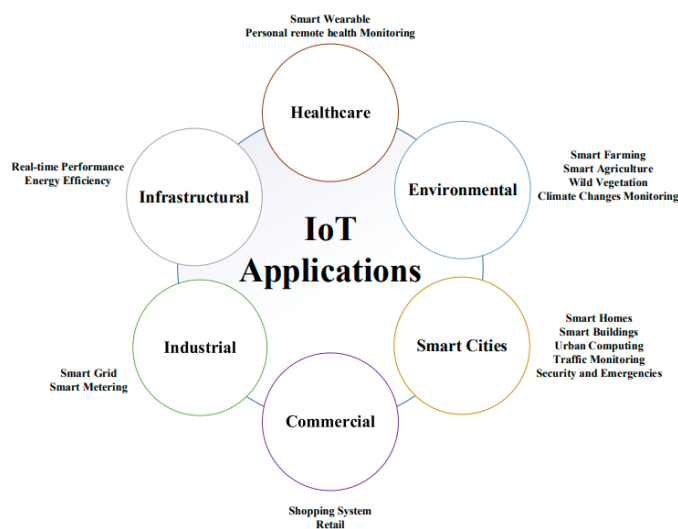 Smart Wearable
Personal remote health Monitoring
Healthcare
Real-time Performance
Energy Efficiency
Infrastructural
Environmental
Smart Farming
Smart Agriculture
Wild Vegetation
Climate Changes Monitoring
IoT
Applications
Industrial
Smart Grid
Smart Metering
Smart Cities
Smart Homes
Smart Buildings
Urban Computing
Traffic Monitoring
Security and Emergencies
Commercial
Shopping System
Retail